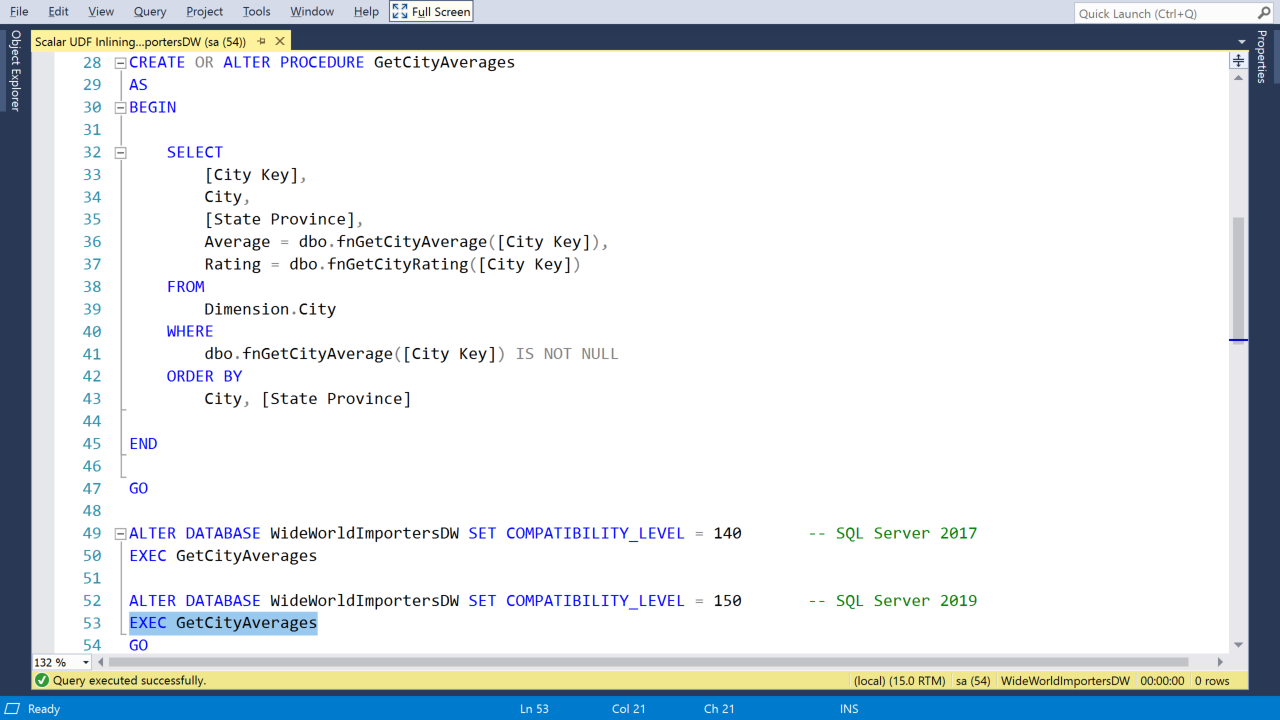 File Edit View Query Project Tools Window Help Full Screen
Quick Launch (Ctrl+Q)
Object Explorer
Scalar UDF Inlining...portersDW (sa (54))
Properties
28 CREATE OR ALTER PROCEDURE GetCityAverages
29 AS
30 BEGIN
31
32 SELECT
33 [City Key],
34 City,
35 [State Province],
36 Average = dbo.fnGetCityAverage([City Key]),
37 Rating = dbo.fnGetCityRating([City Key])
38 FROM
39 Dimension.City
40 WHERE
41 dbo.fnGetCityAverage([City Key]) IS NOT NULL
42 ORDER BY
43 City, [State Province]
44
45 END
46
47 GO
48
49 ALTER DATABASE WideWorldImportersDW SET COMPATIBILITY_LEVEL = 140 -- SQL Server 2017
50 EXEC GetCityAverages
51
52 ALTER DATABASE WideWorldImportersDW SET COMPATIBILITY_LEVEL = 150 -- SQL Server 2019
53 EXEC GetCityAverages
54 GO
132 %
Query executed successfully. (local) (15.0 RTM) sa (54) WideWorldImportersDW 00:00:00 0 rows
Ready Ln 53 Col 21 Ch 21 INS